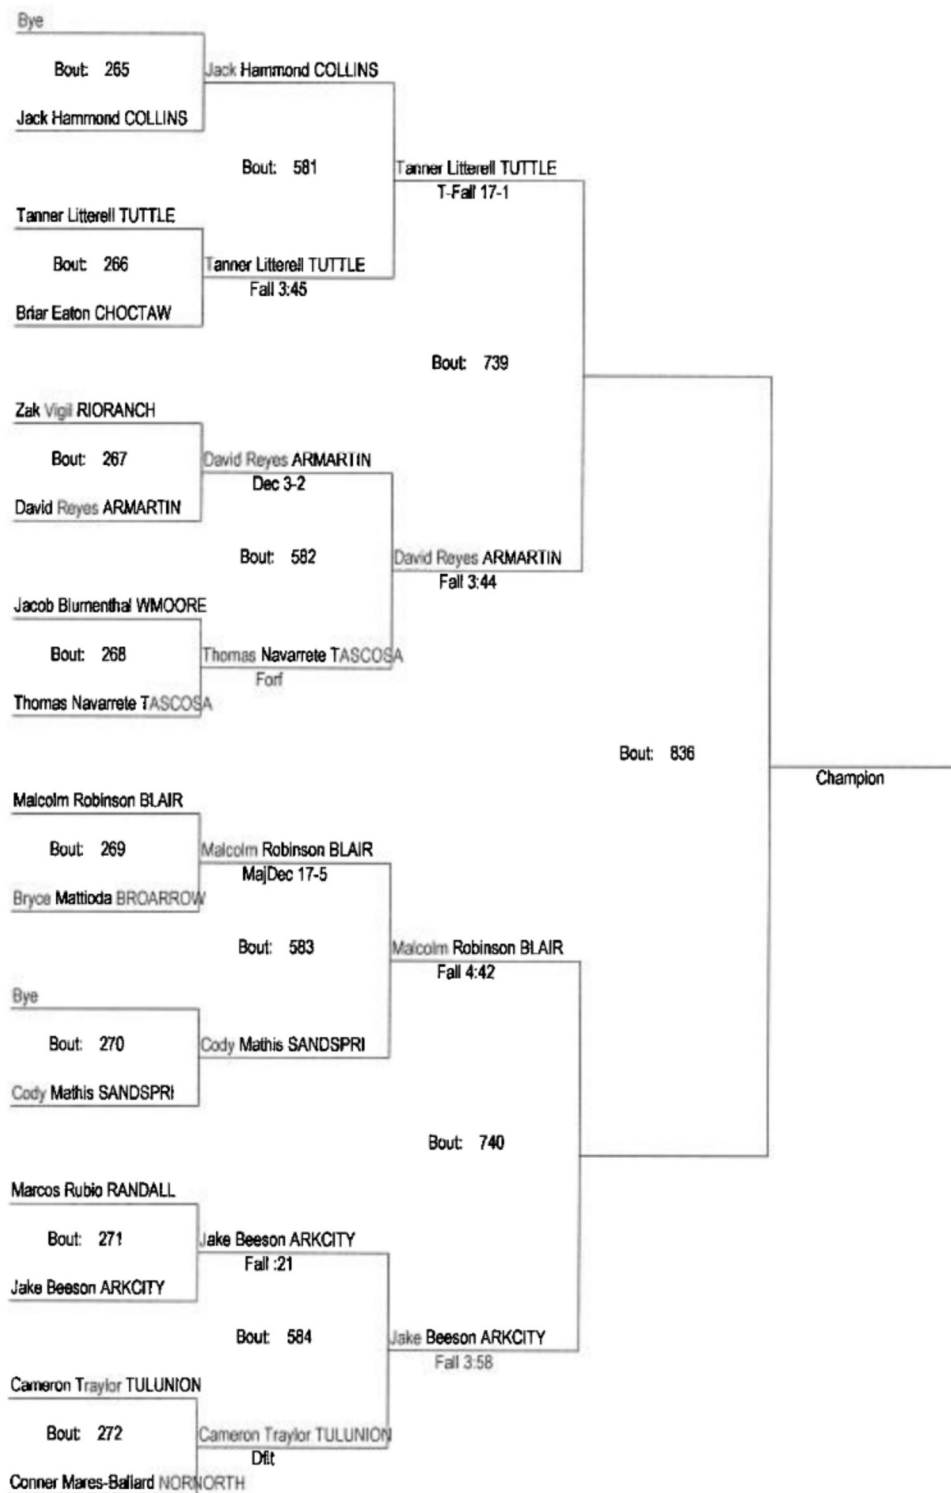 Bye
Bout: 265
Jack Hammond COLLINS
Jack Hammond COLLINS
Bout: 581
Tanner Litterell TUTTLE
T-Fall 17-1
Tanner Litterell TUTTLE
Bout: 266
Tanner Litterell TUTTLE
Fall 3:45
Briar Eaton CHOCTAW
Bout: 739
Zak Vigil RIORANCH
Bout: 267
David Reyes ARMARTIN
Dec 3-2
David Reyes ARMARTIN
Bout: 582
David Reyes ARMARTIN
Fall 3:44
Jacob Blumenthal WMOORE
Bout: 268
Thomas Navarrete TASCOSA
Forf
Thomas Navarrete TASCOSA
Bout: 836
Champion
Malcolm Robinson BLAIR
Bout: 269
Malcolm Robinson BLAIR
MajDec 17-5
Bryce Mattioda BROARROW
Bout: 583
Malcolm Robinson BLAIR
Fall 4:42
Bye
Bout: 270
Cody Mathis SANDSPRI
Cody Mathis SANDSPRI
Bout: 740
Marcos Rubio RANDALL
Bout: 271
Jake Beeson ARKCITY
Fall :21
Jake Beeson ARKCITY
Bout: 584
Jake Beeson ARKCITY
Fall 3:58
Cameron Traylor TULUNION
Bout: 272
Cameron Traylor TULUNION
Dflt
Conner Mares-Ballard NORNORTH